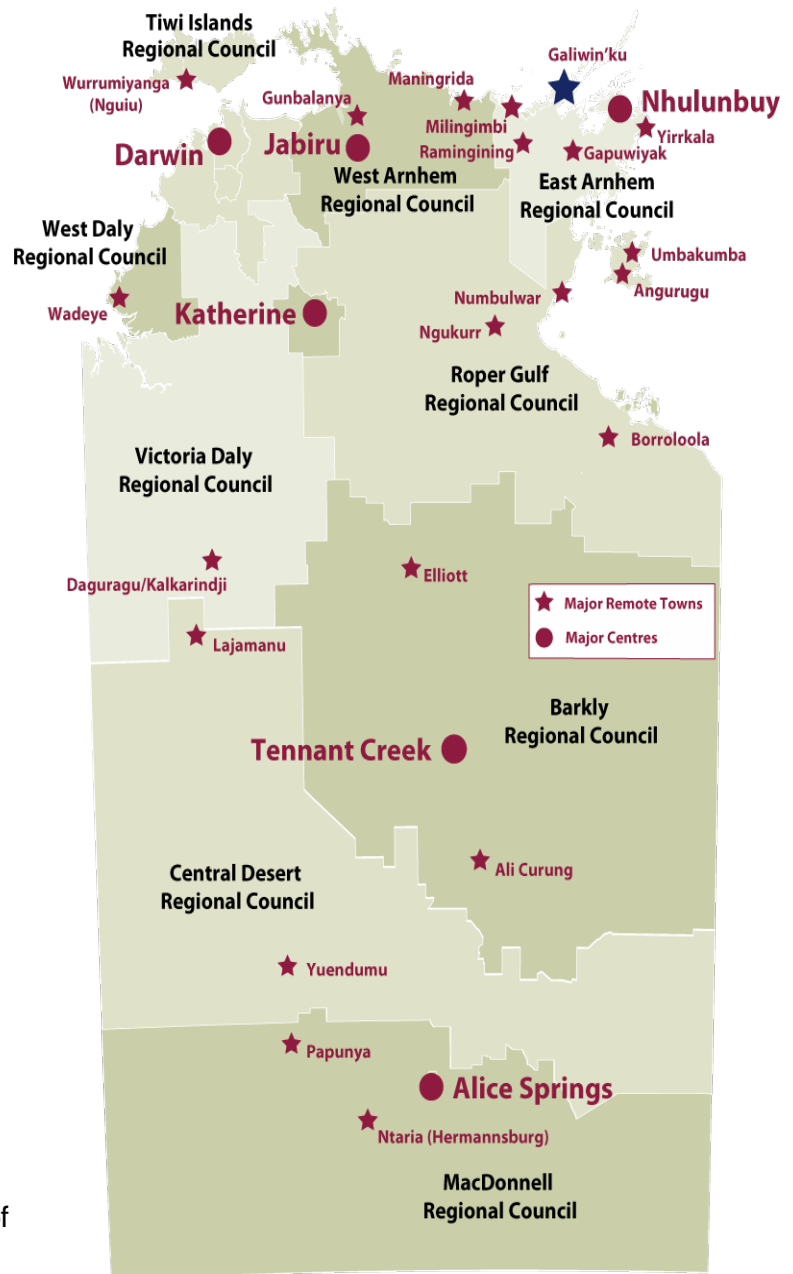 Tiwi Islands
Regional Council
Wurrumiyanga
(Nguiu)
Galiwin’ku
Maningrida
Gunbalanya
Nhulunbuy
Milingimbi
Yirrkala
Darwin
Jabiru
Ramingining
Gapuwiyak
West Arnhem
Regional Council
East Arnhem
Regional Council
West Daly
Regional Council
Umbakumba
Angurugu
Numbulwar
Wadeye
Katherine
Ngukurr
Roper Gulf
Regional Council
Borroloola
Victoria Daly
Regional Council
Daguragu/Kalkarindji
Elliott
Major Remote Towns
Major Centres
Lajamanu
Barkly
Regional Council
Tennant Creek
Ali Curung
Central Desert
Regional Council
Yuendumu
Papunya
Alice Springs
Ntaria (Hermannsburg)
MacDonnell
Regional Council